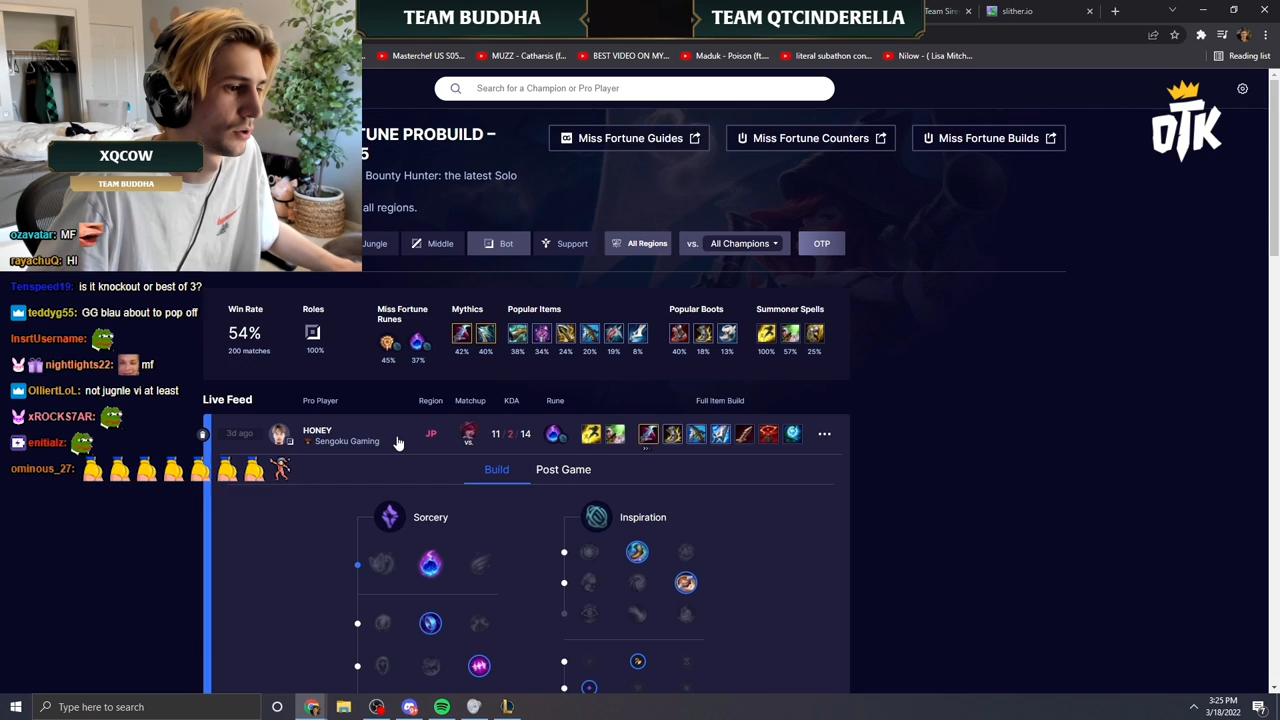 TEAM BUDDHA
TEAM QTCINDERELLA
Team Sire
slither.io
Masterchef US S05...
MUZZ - Catharsis (f...
BEST VIDEO ON MY...
Maduk - Poison (ft....
literal subathon con...
Nilow - ( Lisa Mitch...
Reading list
Search for a Champion or Pro Player
OTK
TUNE PROBUILD –
5
Miss Fortune Guides
Miss Fortune Counters
Miss Fortune Builds
XQCOW
TEAM BUDDHA
Bounty Hunter: the latest Solo
all regions.
Jungle
Middle
Bot
Support
All Regions
vs.
All Champions
OTP
ozavatar: MF
rayachuQ: HI
Tenspeed19: is it knockout or best of 3?
teddyg55: GG blau about to pop off
InsrtUsername:
nightlights22: mf
OlliertLoL: not jugnle vi at least
xROCKS7AR:
enitialz:
ominous_27:
Win Rate
Roles
Miss Fortune
Runes
Mythics
Popular Items
Popular Boots
Summoner Spells
54%
200 matches
100%
45%
37%
42%
40%
38%
34%
24%
20%
19%
8%
40%
18%
13%
100%
57%
25%
Live Feed
Pro Player
Region
Matchup
KDA
Rune
Full Item Build
3d ago
HONEY
Sengoku Gaming
JP
vs.
11 / 2 / 14
Build
Post Game
Sorcery
Inspiration
Type here to search
3:25 PM
3/18/2022
7